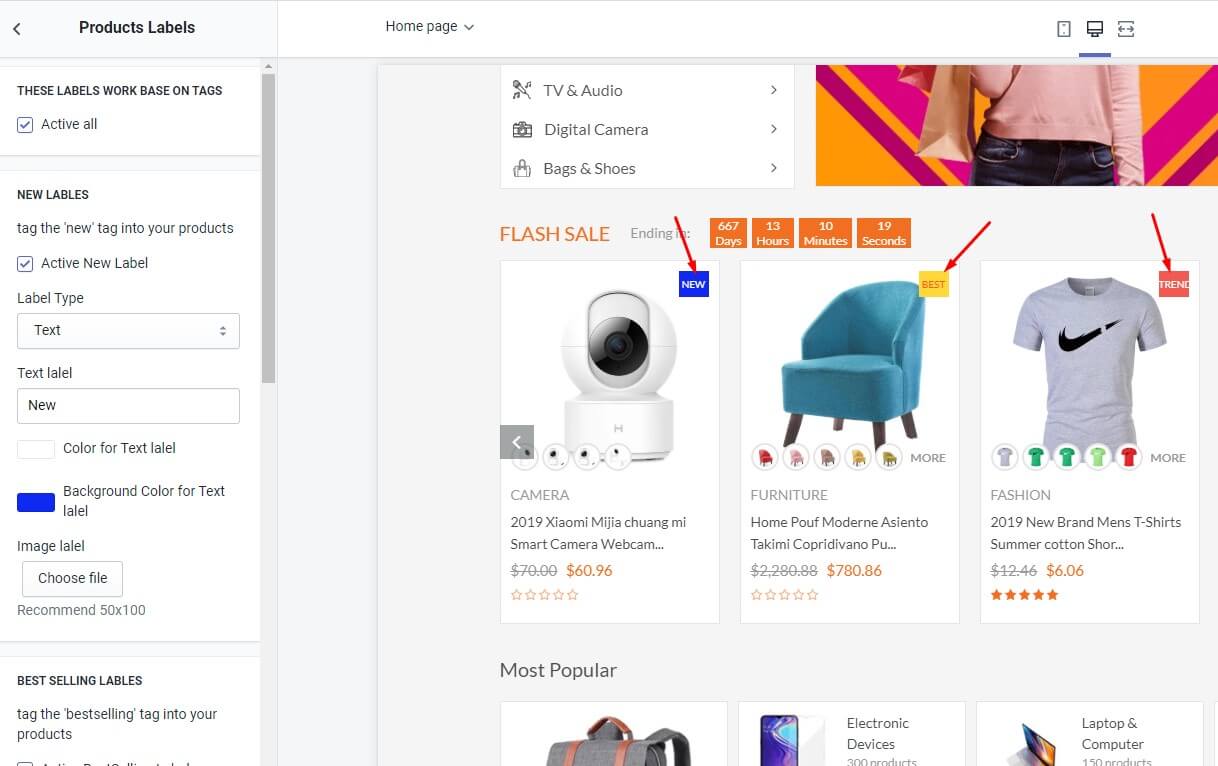 Products Labels
THESE LABELS WORK BASE ON TAGS
Active all
NEW LABLES
tag the 'new' tag into your products
Active New Label
Label Type
Text
Text lalel
New
Color for Text lalel
Background Color for Text
lalel
Image lalel
Choose file
Recommend 50x100
BEST SELLING LABLES
tag the 'bestselling' tag into your
products
Home page
TV & Audio
Digital Camera
Bags & Shoes
FLASH SALE
Ending in:
667
Days
13
Hours
10
Minutes
19
Seconds
NEW
CAMERA
2019 Xiaomi Mijia chuang mi
Smart Camera Webcam...
$70.00 $60.96
BEST
MORE
FURNITURE
Home Pouf Moderne Asiento
Takimi Copridivano Pu...
$2,280.88 $780.86
TREND
MORE
FASHION
2019 New Brand Mens T-Shirts
Summer cotton Shor...
$12.46 $6.06
Most Popular
Electronic
Devices
300 products
Laptop &
Computer
150 products